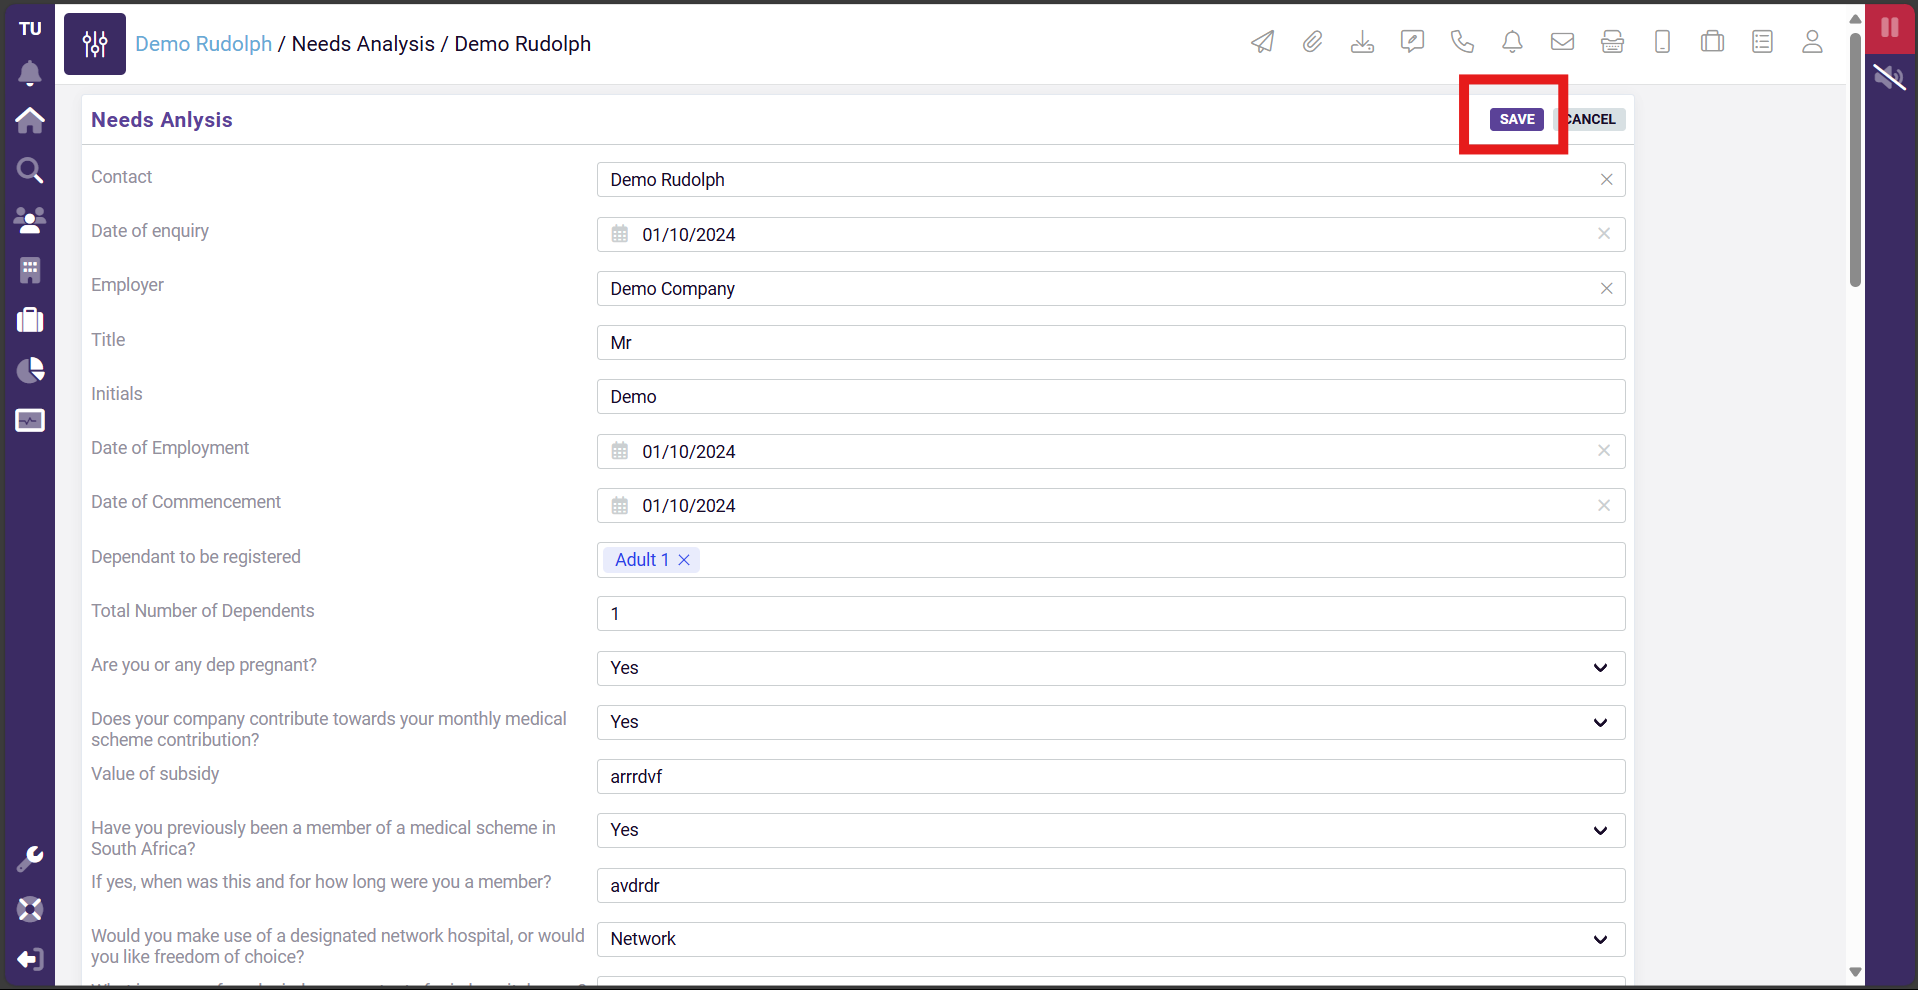 TU
Demo Rudolph / Needs Analysis / Demo Rudolph
Needs Anlysis
SAVE
CANCEL
Contact
Demo Rudolph
Date of enquiry
01/10/2024
Employer
Demo Company
Title
Mr
Initials
Demo
Date of Employment
01/10/2024
Date of Commencement
01/10/2024
Dependant to be registered
Adult 1
Total Number of Dependents
1
Are you or any dep pregnant?
Yes
Does your company contribute towards your monthly medical
scheme contribution?
Yes
Value of subsidy
arrrdvf
Have you previously been a member of a medical scheme in
South Africa?
Yes
If yes, when was this and for how long were you a member?
avdrdr
Would you make use of a designated network hospital, or would
you like freedom of choice?
Network